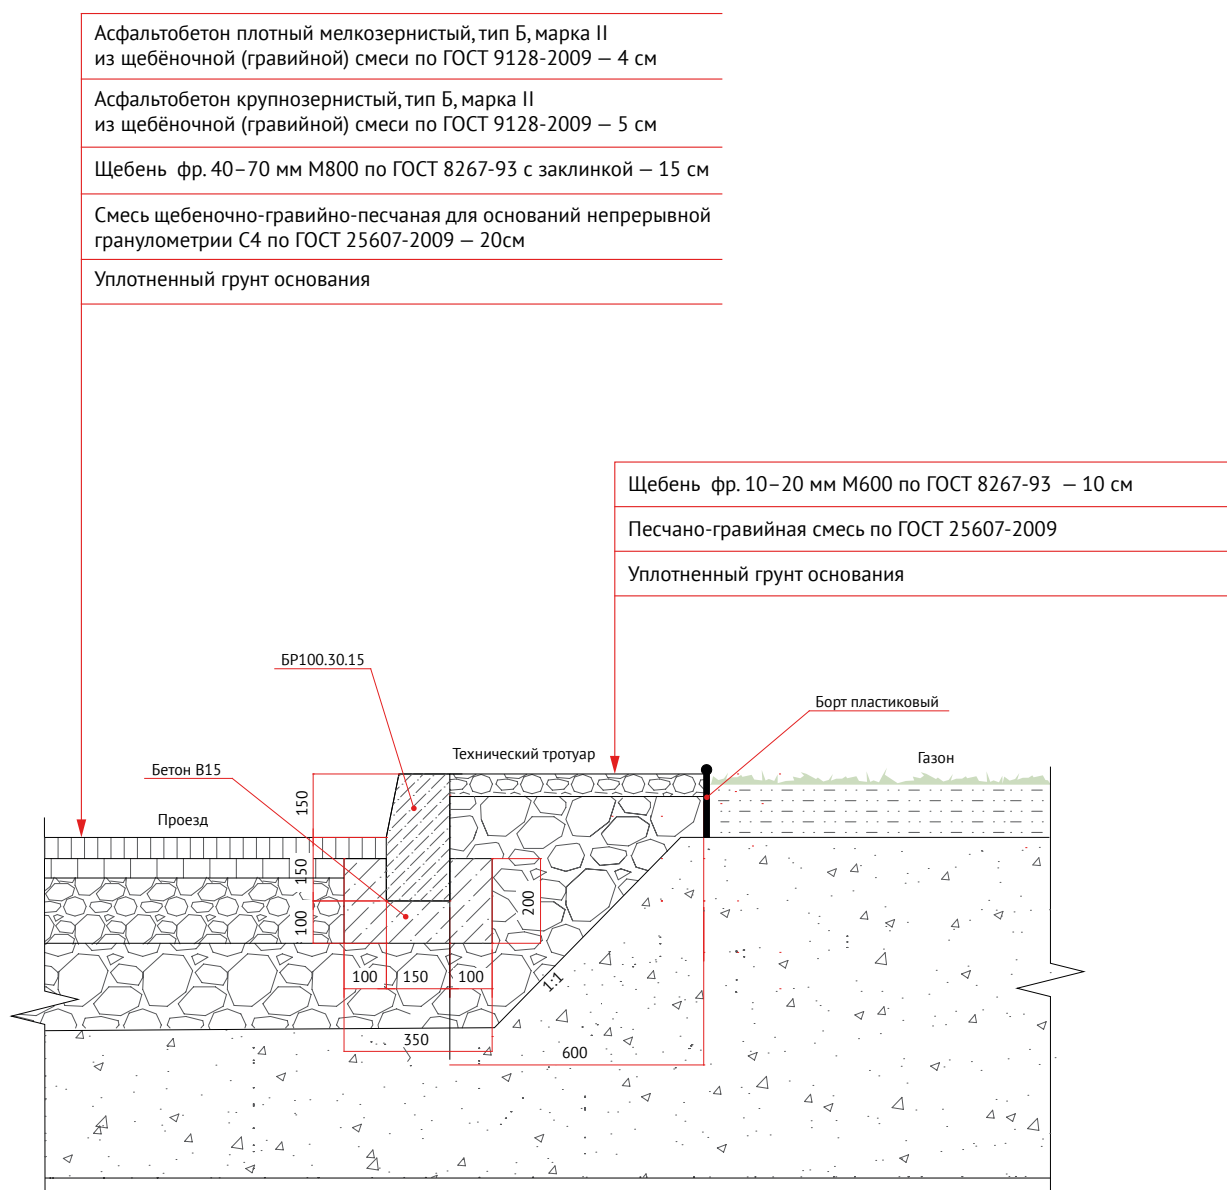 Асфальтобетон плотный мелкозернистый, тип Б, марка II
из щебёночной (гравийной) смеси по ГОСТ 9128-2009 — 4 см
Асфальтобетон крупнозернистый, тип Б, марка II
из щебёночной (гравийной) смеси по ГОСТ 9128-2009 — 5 см
Щебень фр. 40–70 мм М800 по ГОСТ 8267-93 с заклинкой — 15 см
Смесь щебеночно-гравийно-песчаная для оснований непрерывной
гранулометрии С4 по ГОСТ 25607-2009 — 20см
Уплотненный грунт основания
Щебень фр. 10–20 мм М600 по ГОСТ 8267-93 — 10 см
Песчано-гравийная смесь по ГОСТ 25607-2009
Уплотненный грунт основания
БР100.30.15
Борт пластиковый
Технический тротуар
Газон
Бетон В15
150
Проезд
150
200
100
100
150
100
1:1
350
600